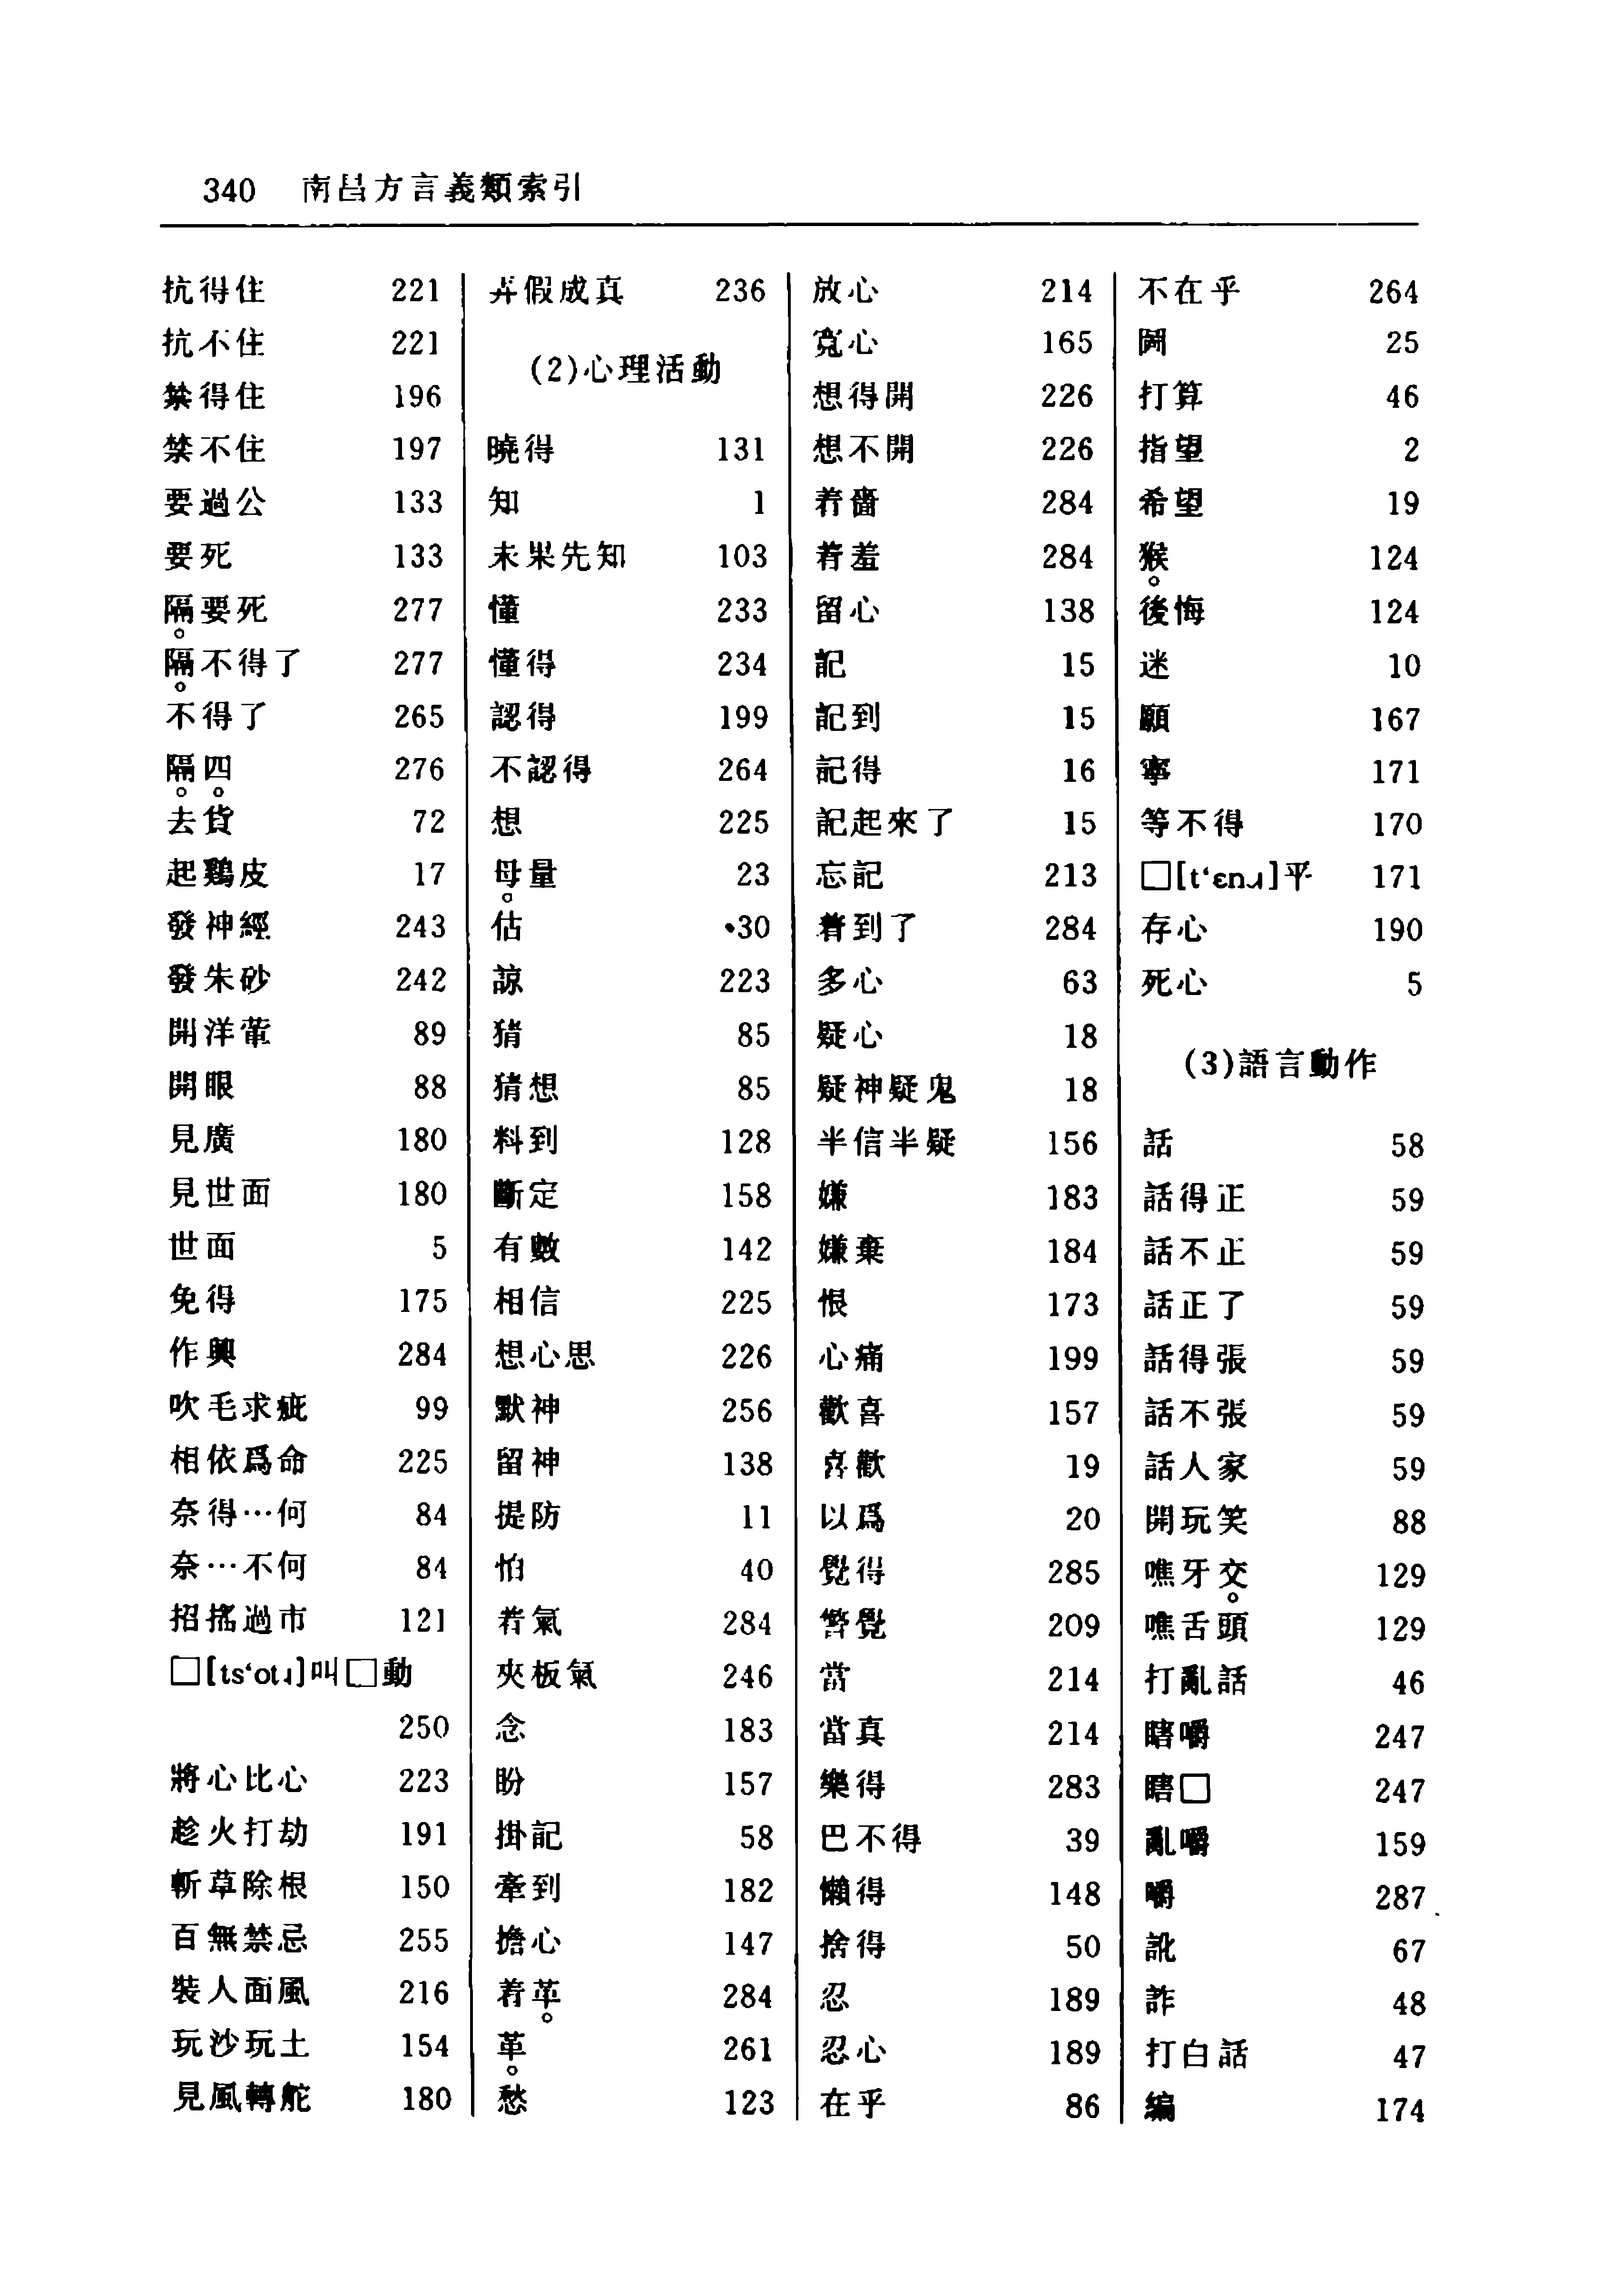 340 南昌方言義類索引
抗得住 221
抗不住 221
禁得住 196
禁不住 197
要過公 133
要死 133
隔。要死 277
隔。不得了 277
不得了 265
隔。四。 276
去貨 72
起鷄皮 17
發神經 243
發朱砂 242
開洋葷 89
開眼 88
見廣 180
見世面 180
世面 5
免得 175
作興 284
吹毛求疵 99
相依爲命 225
奈得…何 84
奈…不何 84
招搖過市 121
□[ts‘ot˩]叫□動
250
將心比心 223
趁火打劫 191
斬草除根 150
百無禁忌 255
裝人面風 216
玩沙玩土 154
見風轉舵 180
弄假成真 236
(2)心理活動
曉得 131
知 1
未㭉先知 103
懂 233
懂得 234
認得 199
不認得 264
想 225
母。量 23
估 30
諒 223
猜 85
猜想 85
料到 128
斷定 158
有數 142
相信 225
想心思 226
默神 256
留神 138
提防 11
怕 40
着氣 284
夾板氣 246
念 183
盼 157
掛記 58
牽到 182
擔心 147
着革。 284
革。 261
愁 123
放心 214
寬心 165
想得開 226
想不開 226
着嗇 284
着羞 284
留心 138
記 15
記到 15
記得 16
記起來了 15
忘記 213
着到了 284
多心 63
疑心 18
疑神疑鬼 18
半信半疑 156
嫌 183
嫌棄 184
恨 173
心痛 199
歡喜 157
喜歡 19
以爲 20
覺得 285
警覺 209
當 214
當真 214
樂得 283
巴不得 39
懶得 148
捨得 50
忍 189
忍心 189
在乎 86
不在乎 264
鬭 25
打算 46
指望 2
希望 19
猴。 124
後悔 124
迷 10
願 167
寧 171
等不得 170
□[t‘ɛn˩]平 171
存心 190
死心 5
(3)語言動作
話 58
話得正 59
話不正 59
話正了 59
話得張 59
話不張 59
話人家 59
開玩笑 88
噍牙交。 129
噍舌頭 129
打亂話 46
瞎嚼 247
瞎□ 247
亂嚼 159
嚼 287
訛 67
詐 48
打白話 47
編 174